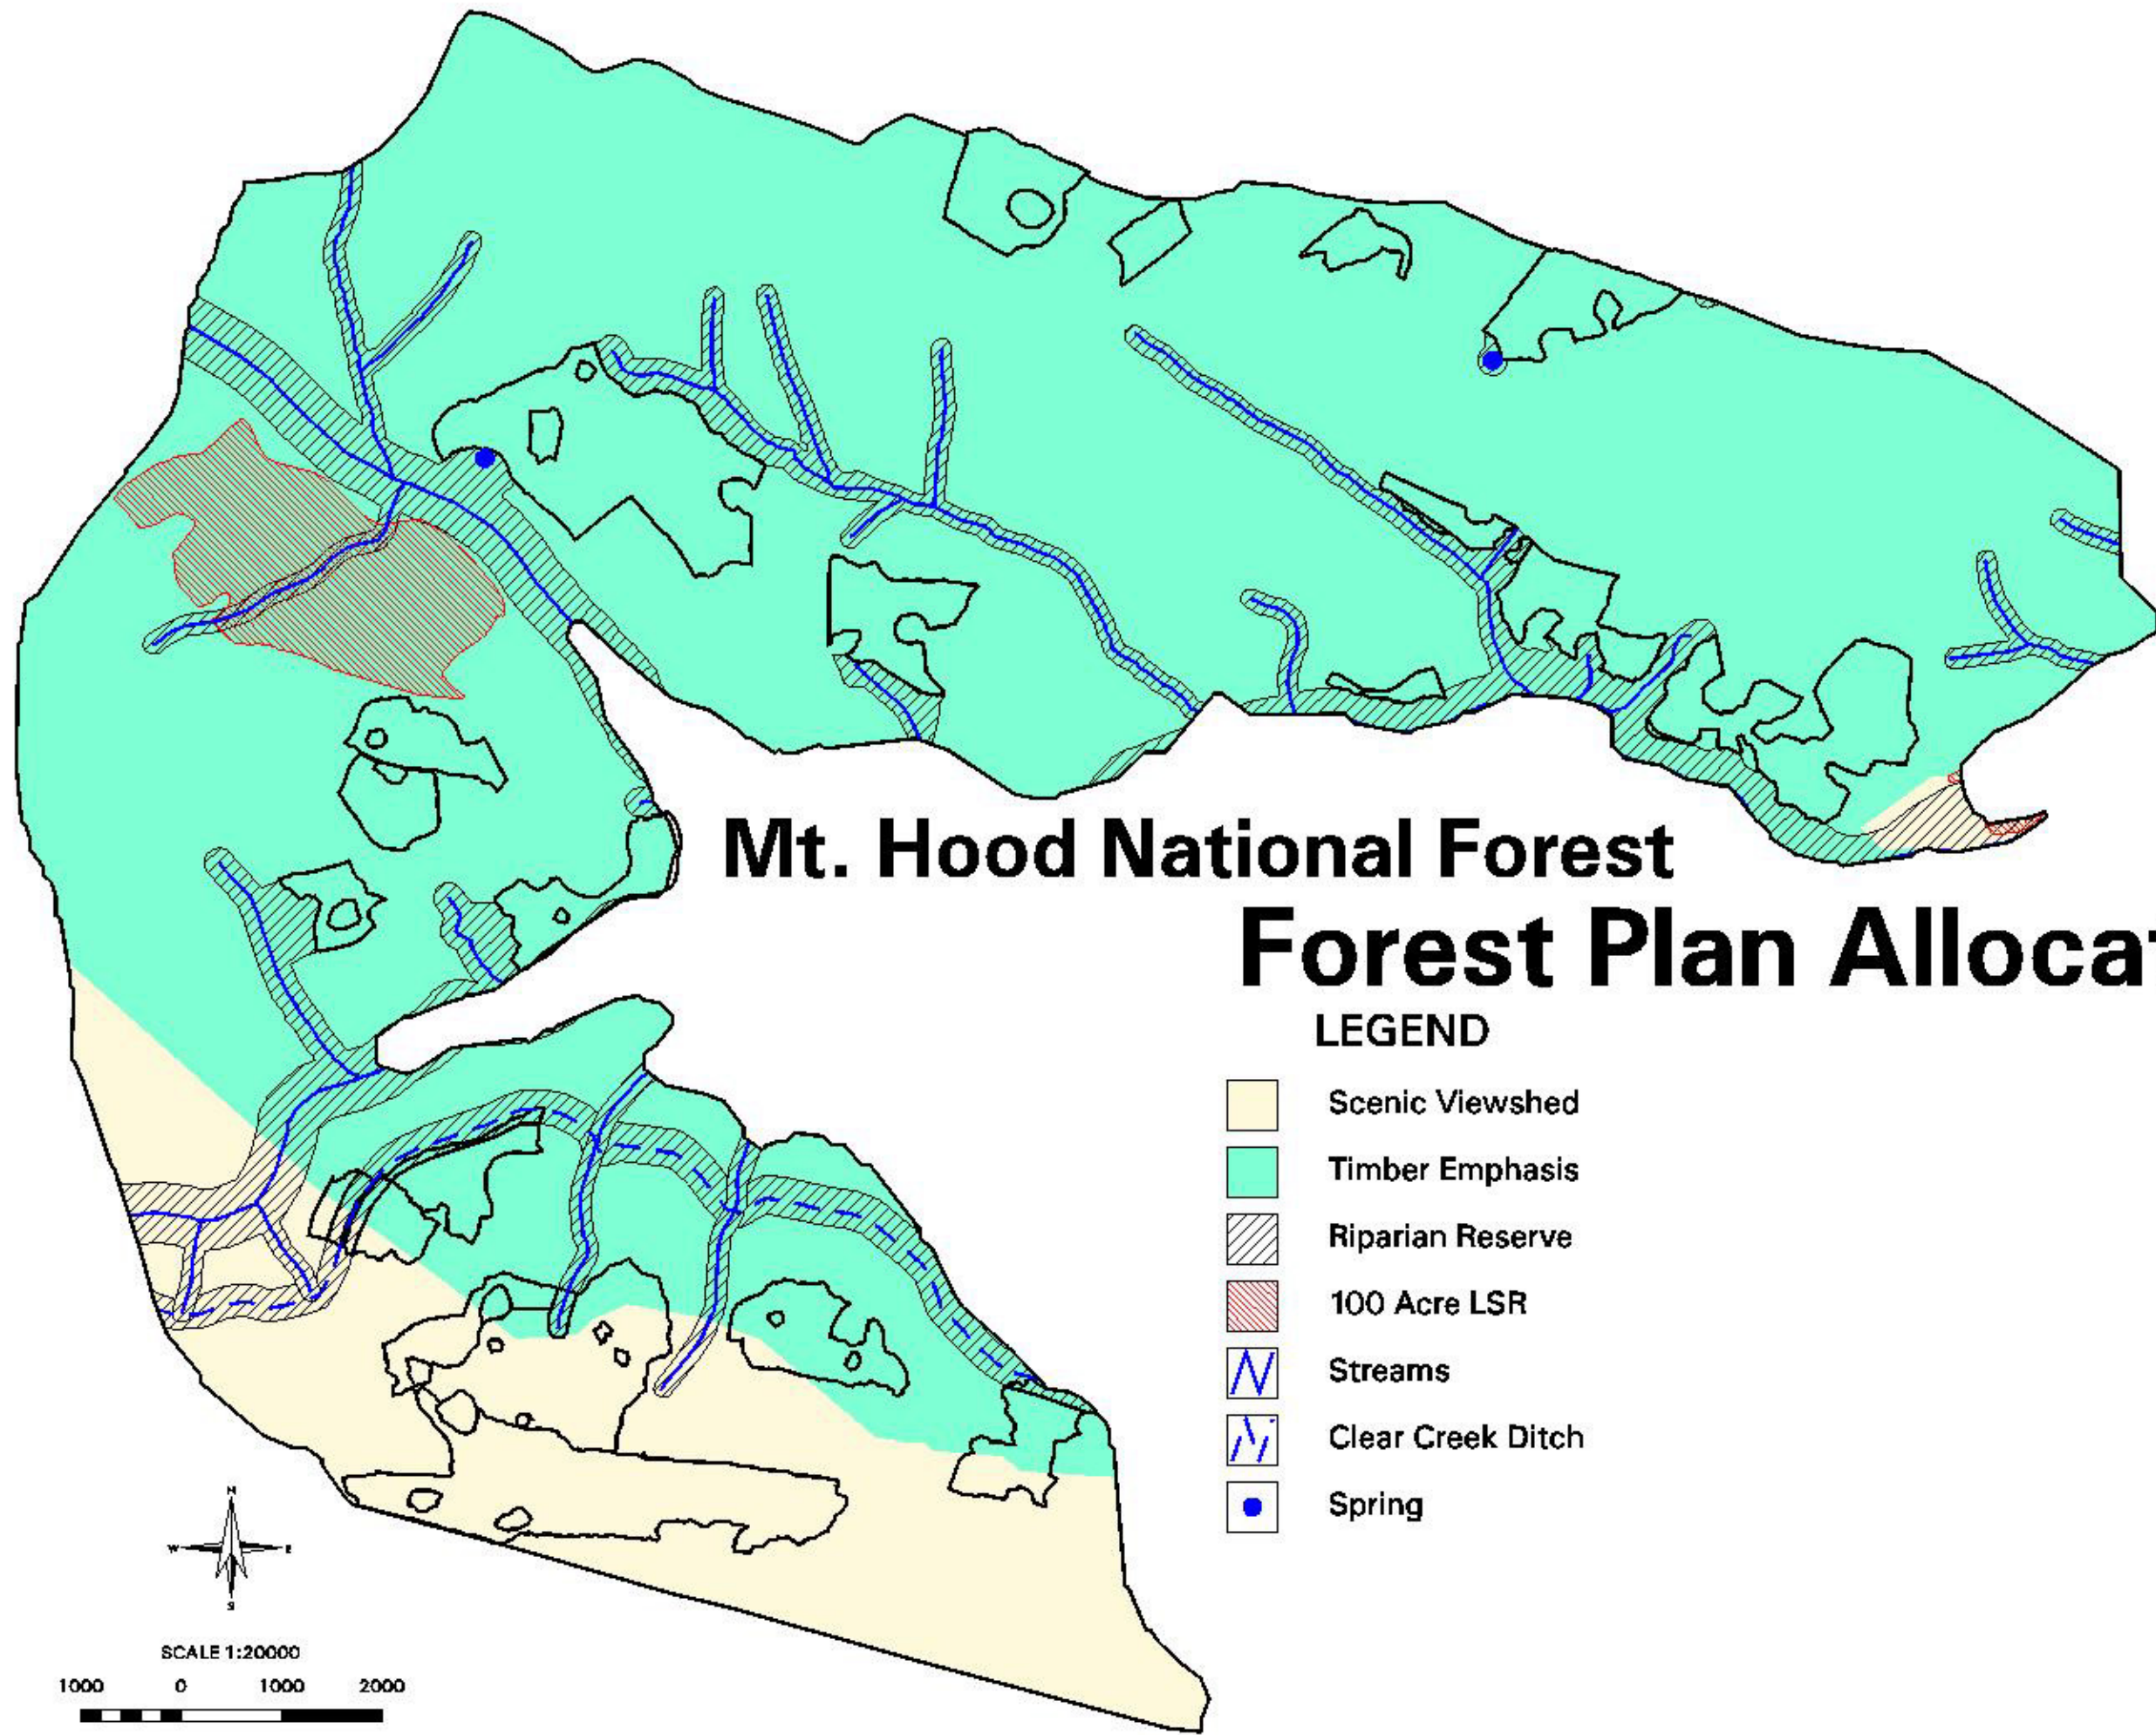 Mt. Hood National Forest
Forest Plan Allocat
LEGEND
Scenic Viewshed
Timber Emphasis
Riparian Reserve
100 Acre LSR
Streams
Clear Creek Ditch
Spring
N
W E
S
SCALE 1:20000
1000 0 1000 2000